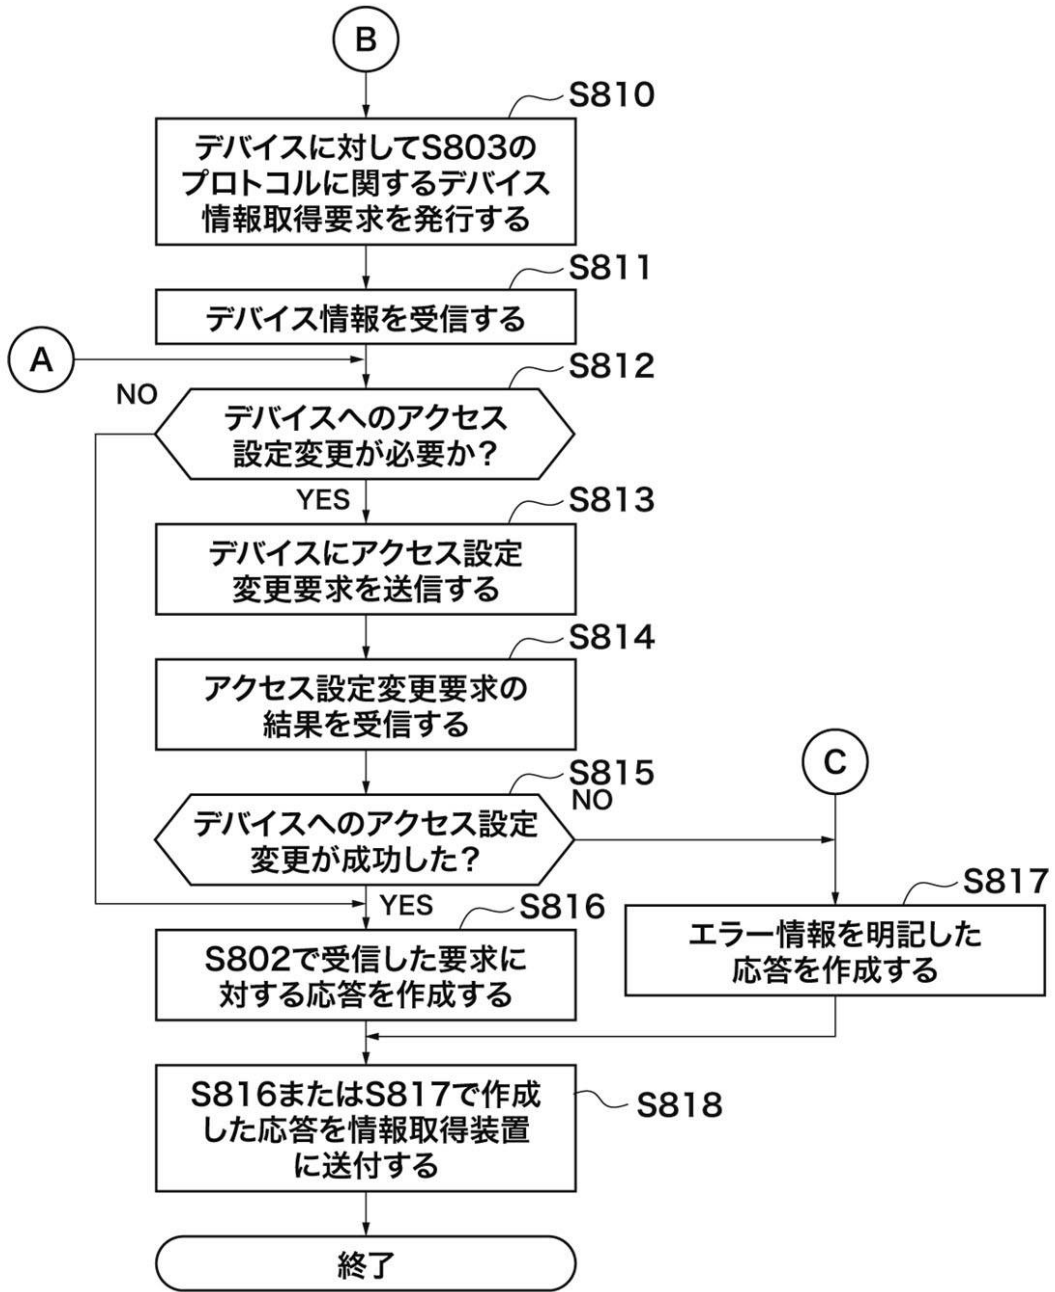 B
S810
デバイスに対してS803の
プロトコルに関するデバイス
情報取得要求を発行する
S811
デバイス情報を受信する
A
S812
NO
デバイスへのアクセス
設定変更が必要か?
YES
S813
デバイスにアクセス設定
変更要求を送信する
S814
アクセス設定変更要求の
結果を受信する
C
S815
NO
デバイスへのアクセス設定
変更が成功した?
YES
S816
S817
S802で受信した要求に
対する応答を作成する
エラー情報を明記した
応答を作成する
S818
S816またはS817で作成
した応答を情報取得装置
に送付する
終了